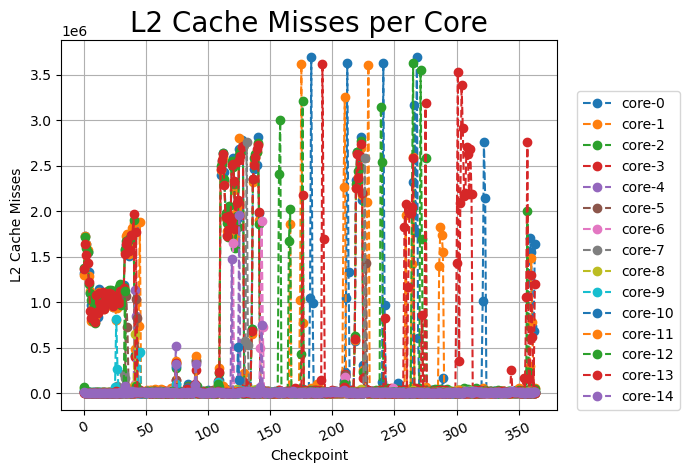 L2 Cache Misses per Core
1e6
3.5
3.0
2.5
2.0
1.5
1.0
0.5
0.0
L2 Cache Misses
0
50
100
150
200
250
300
350
Checkpoint
core-0
core-1
core-2
core-3
core-4
core-5
core-6
core-7
core-8
core-9
core-10
core-11
core-12
core-13
core-14